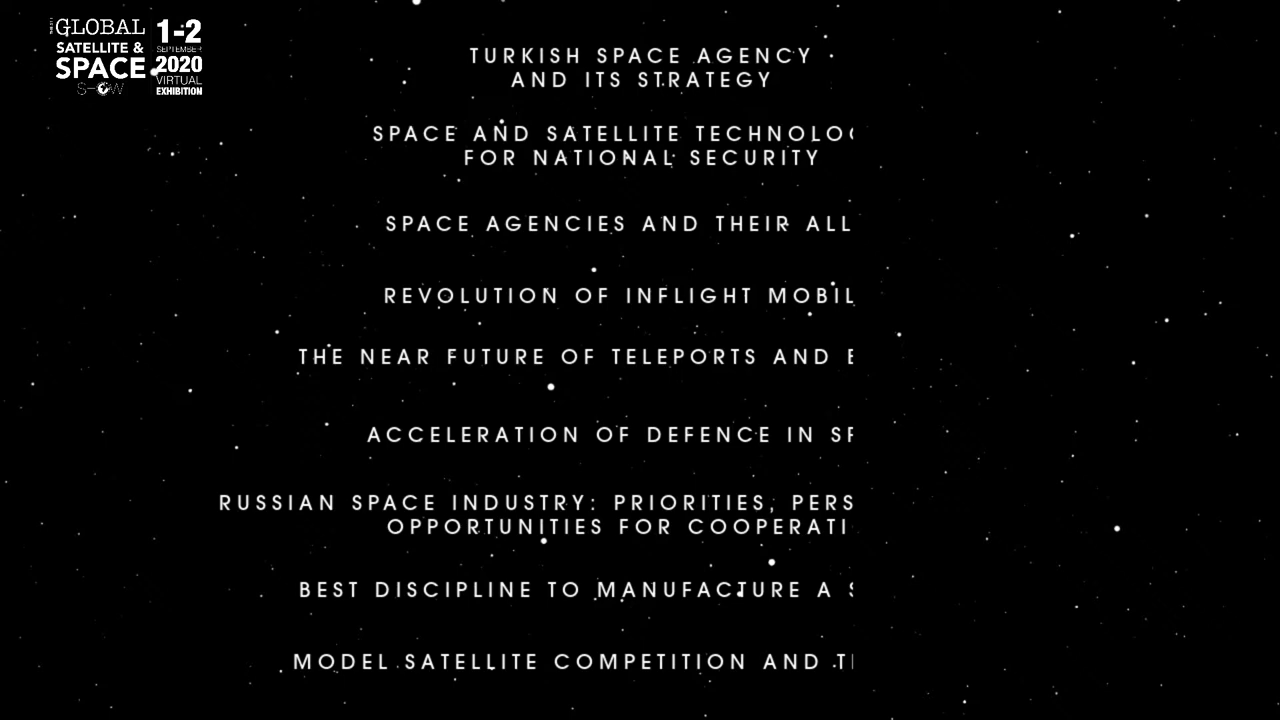 GLOBAL
SATELLITE &
SPACE
SHOW
1-2
SEPTEMBER
2020
VIRTUAL
EXHIBITION
TURKISH SPACE AGENCY
AND ITS STRATEGY
SPACE AND SATELLITE
FOR NATIONAL SECURITY
SPACE AGENCIES AND THEIR
REVOLUTION OF INFLIGHT
THE NEAR FUTURE OF TELEPORTS AND
ACCELERATION OF DEFENCE IN
RUSSIAN SPACE INDUSTRY: PRIORITIES,
OPPORTUNITIES FOR
BEST DISCIPLINE TO MANUFACTURE A
MODEL SATELLITE COMPETITION AND